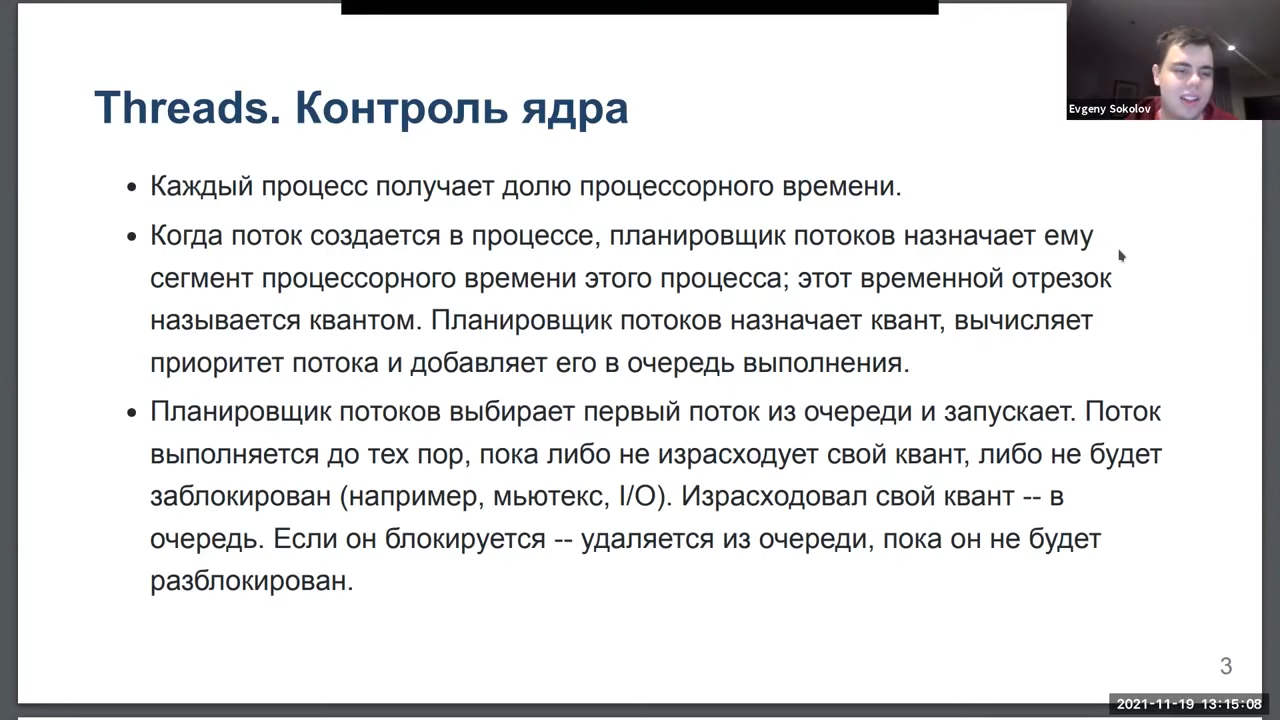 Threads. Контроль ядра
Evgeny Sokolov
Каждый процесс получает долю процессорного времени.
Когда поток создается в процессе, планировщик потоков назначает ему
сегмент процессорного времени этого процесса; этот временной отрезок
называется квантом. Планировщик потоков назначает квант, вычисляет
приоритет потока и добавляет его в очередь выполнения.
Планировщик потоков выбирает первый поток из очереди и запускает. Поток
выполняется до тех пор, пока либо не израсходует свой квант, либо не будет
заблокирован (например, мьютекс, I/O). Израсходовал свой квант -- в
очередь. Если он блокируется -- удаляется из очереди, пока он не будет
разблокирован.
3
2021-11-19 13:15:08